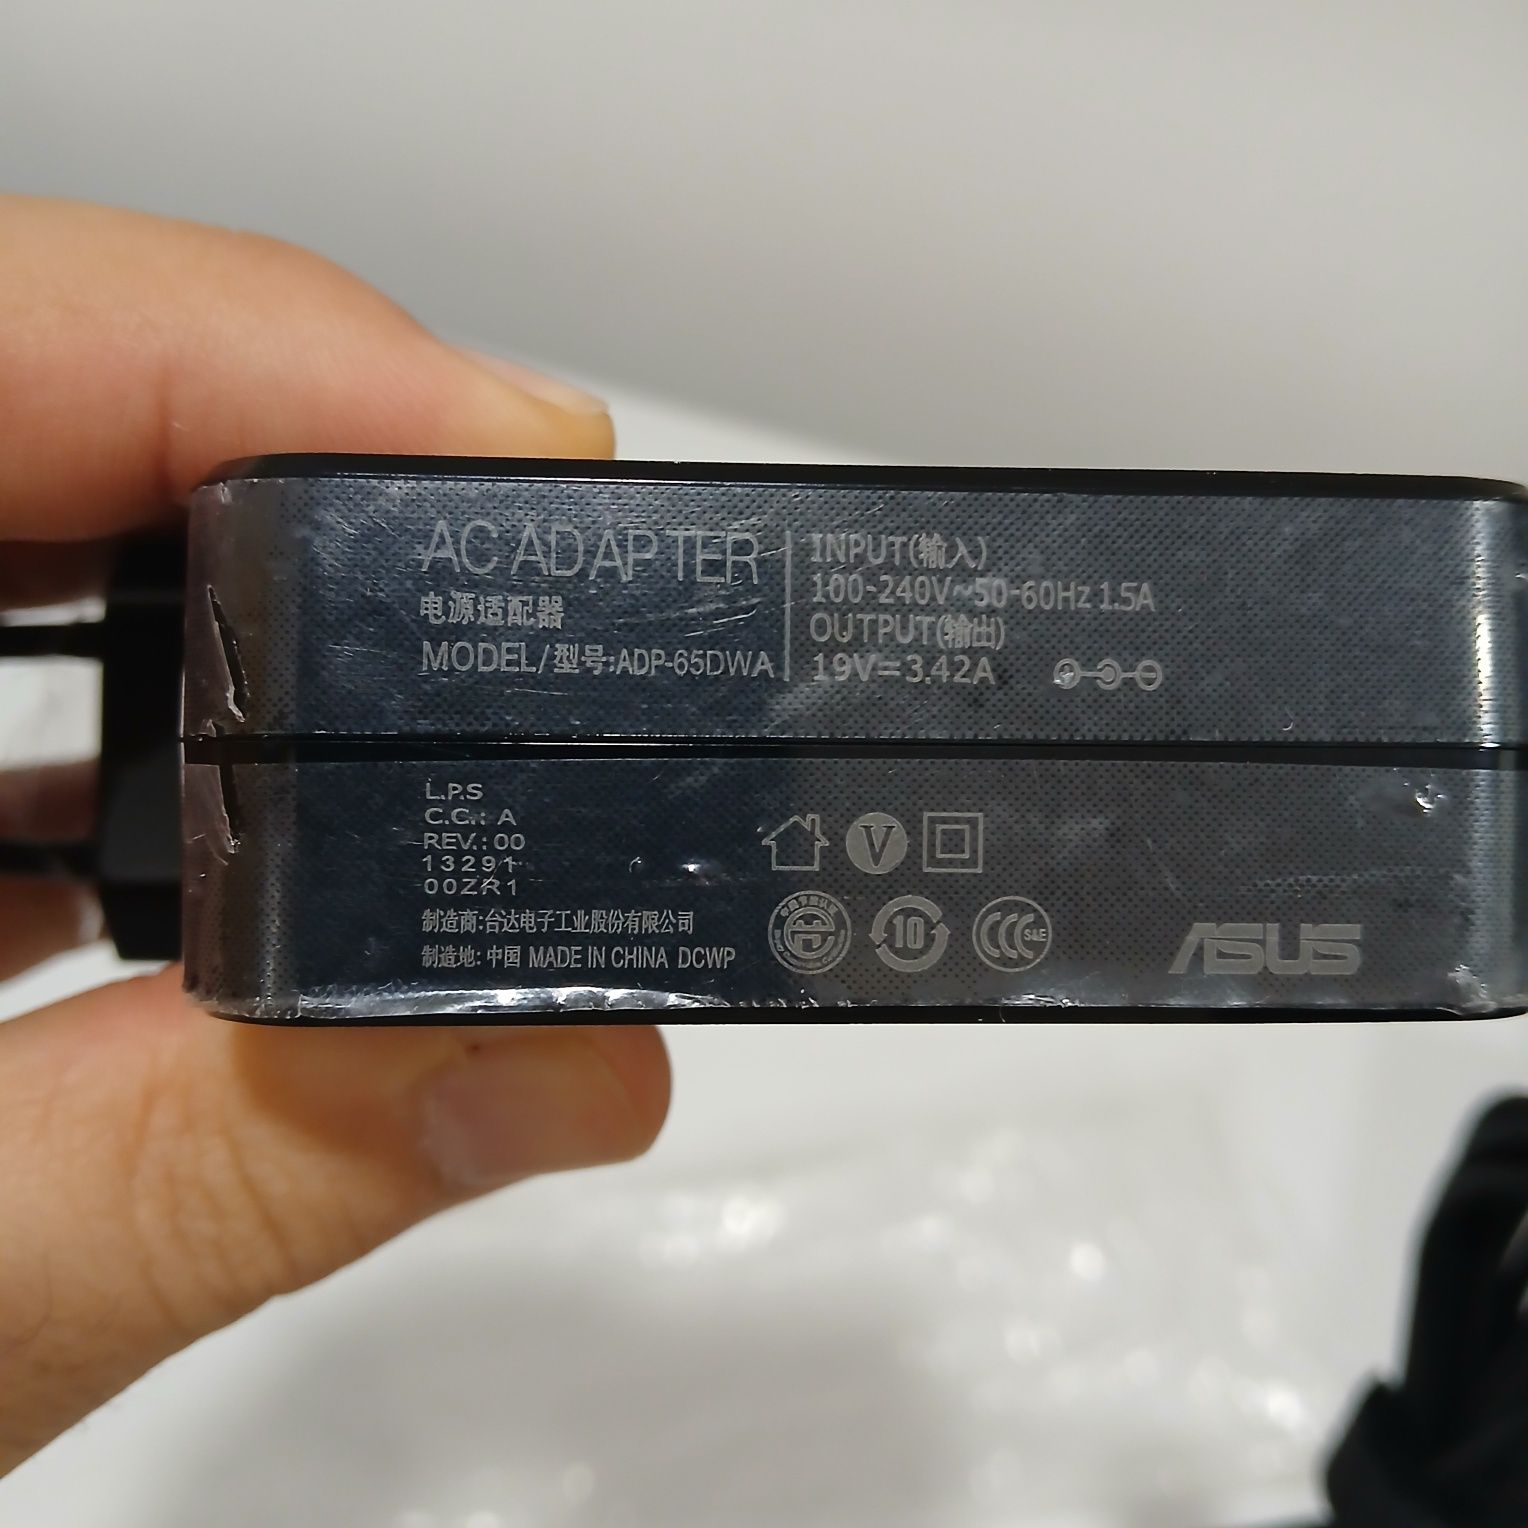 AC ADAPTER
电源适配器
MODEL/型号:ADP-65DWA
INPUT(输入)
100-240V~50-60Hz 1.5A
OUTPUT(输出)
19V=3.42A
L.P.S
C.C.: A
REV.: 00
13291
00ZR1
制造商:台达电子工业股份有限公司
制造地: 中国 MADE IN CHINA DCWP
V
10
CCC S&E
ASUS